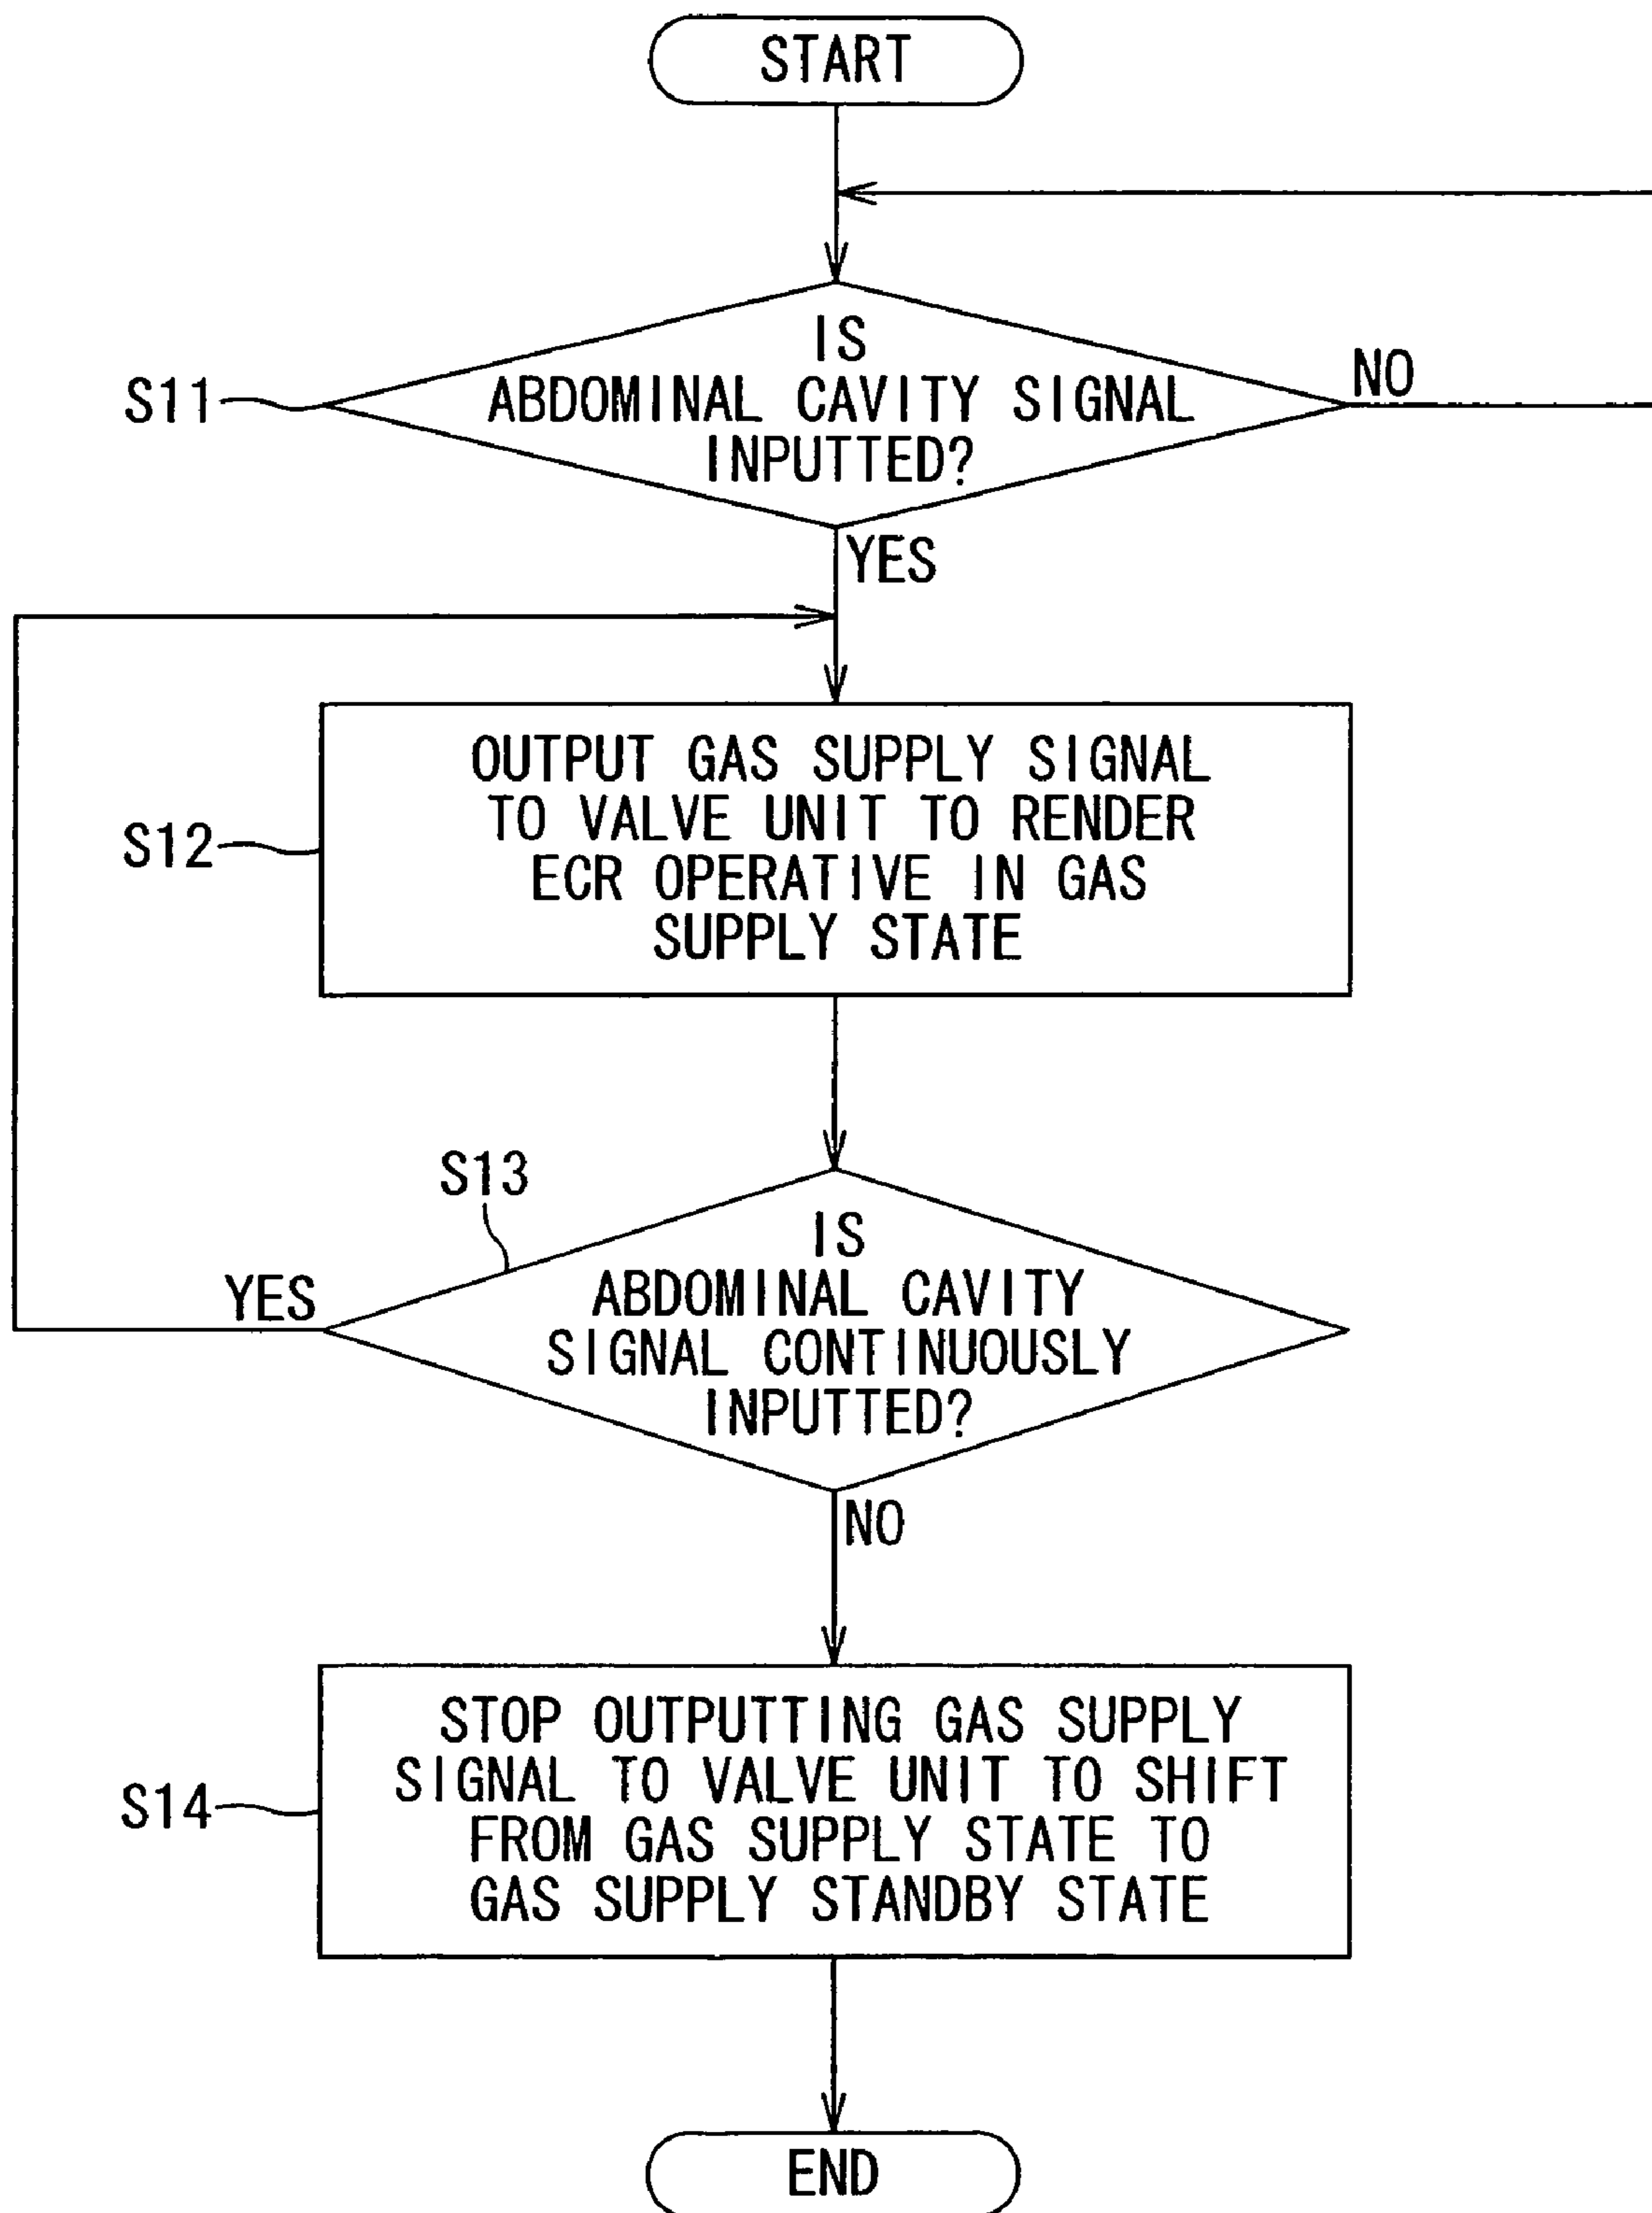 START
IS
ABDOMINAL CAVITY SIGNAL
INPUTTED?
S11
NO
YES
OUTPUT GAS SUPPLY SIGNAL
TO VALVE UNIT TO RENDER
ECR OPERATIVE IN GAS
SUPPLY STATE
S12
S13
IS
ABDOMINAL CAVITY
SIGNAL CONTINUOUSLY
INPUTTED?
YES
NO
STOP OUTPUTTING GAS SUPPLY
SIGNAL TO VALVE UNIT TO SHIFT
FROM GAS SUPPLY STATE TO
GAS SUPPLY STANDBY STATE
S14
END